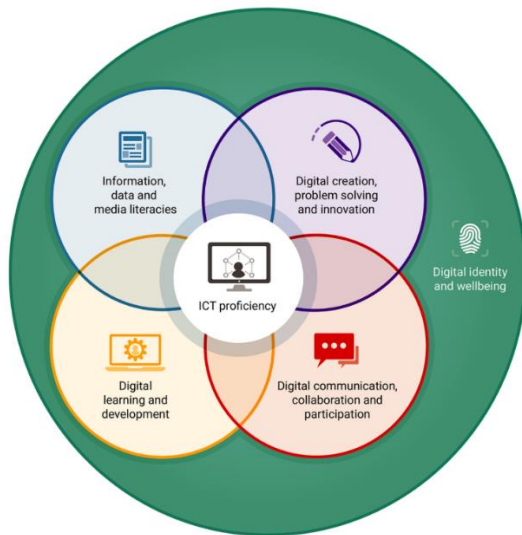 Information,
data and
media literacies
Digital creation,
problem solving
and innovation
ICT proficiency
Digital identity
and wellbeing
Digital
learning and
development
Digital communication,
collaboration and
participation